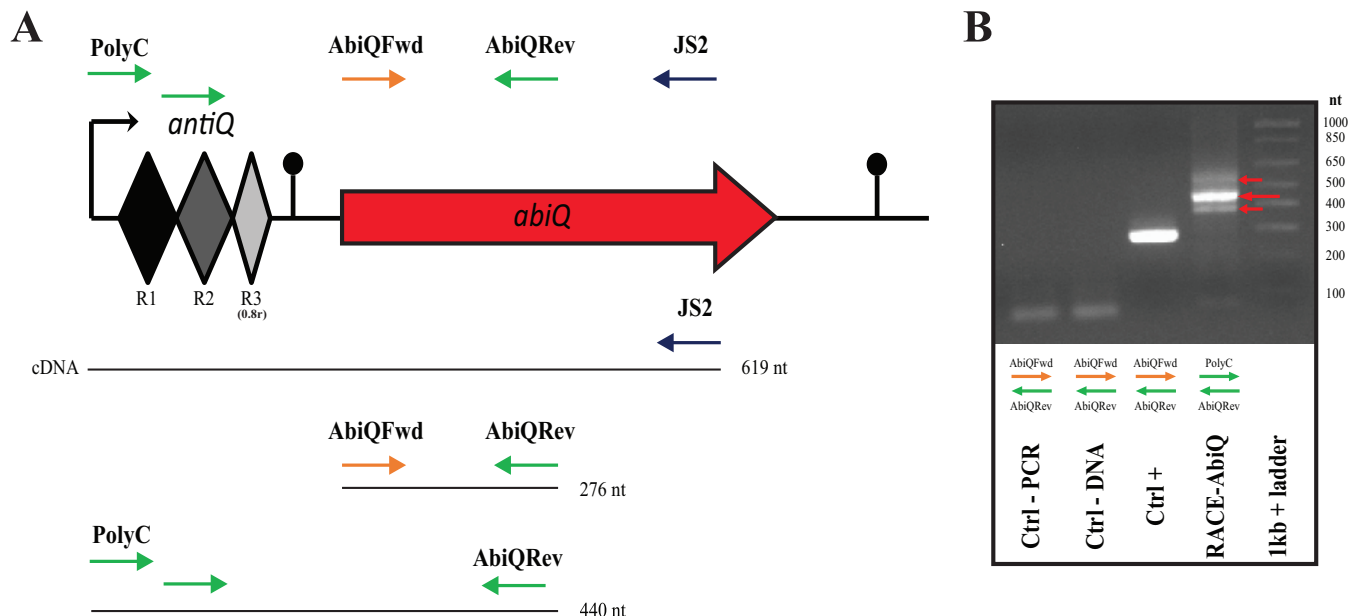 A
PolyC
AbiQFwd
AbiQRev
JS2
antiQ
abiQ
R1
R2
R3
(0.8r)
JS2
cDNA
619 nt
AbiQFwd
AbiQRev
276 nt
PolyC
AbiQRev
440 nt
B
nt
1000
850
650
500
400
300
200
100
AbiQFwd
AbiQFwd
AbiQFwd
PolyC
AbiQRev
AbiQRev
AbiQRev
AbiQRev
Ctrl - PCR
Ctrl - DNA
Ctrl +
RACE-AbiQ
1kb + ladder